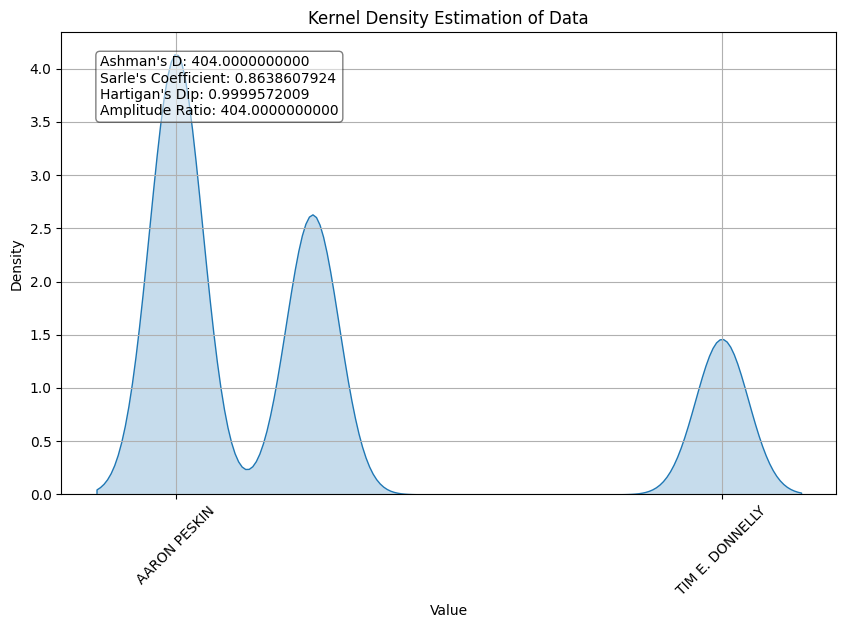 Kernel Density Estimation of Data
Ashman's D: 404.0000000000
Sarle's Coefficient: 0.8638607924
Hartigan's Dip: 0.9999572009
Amplitude Ratio: 404.0000000000
4.0
3.5
3.0
2.5
2.0
1.5
1.0
0.5
0.0
Density
AARON PESKIN
TIM E. DONNELLY
Value